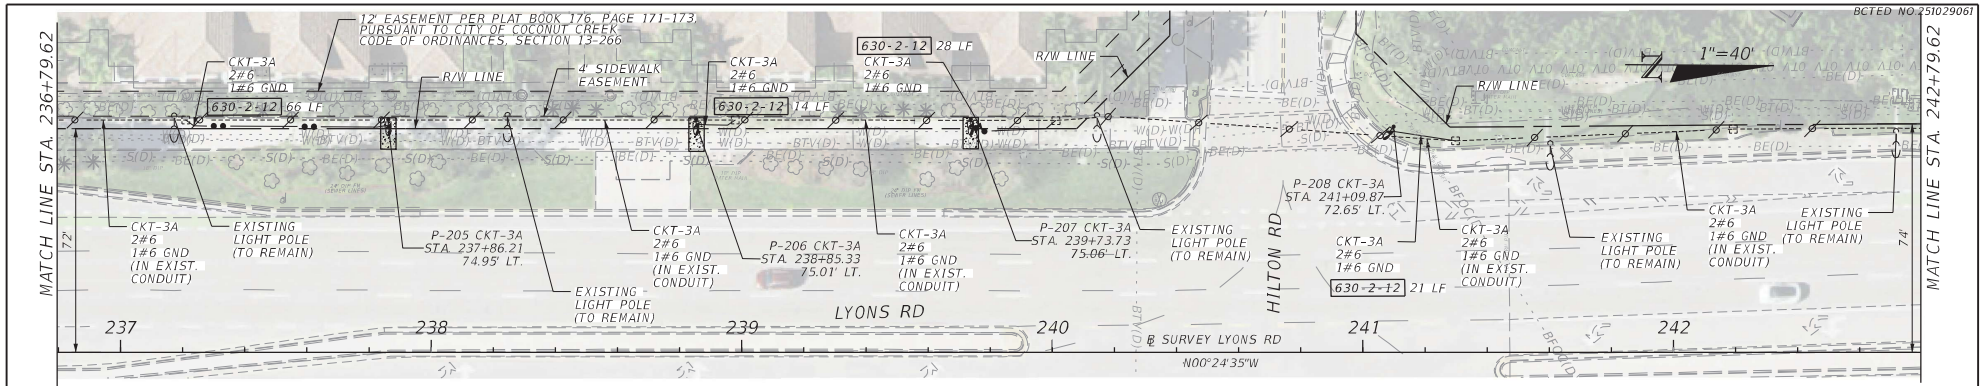 BCTED NO.251029061
MATCH LINE STA. 236+79.62
12' EASEMENT PER PLAT BOOK 176, PAGE 171-173,
PURSUANT TO CITY OF COCONUT CREEK
CODE OF ORDINANCES, SECTION 13-266
CKT-3A
2#6
1#6 GND
630-2-12 66 LF
R/W LINE
4' SIDEWALK
EASEMENT
CKT-3A
2#6
1#6 GND
630-2-12 14 LF
630-2-12 28 LF
CKT-3A
2#6
1#6 GND
R/W LINE
R/W LINE
1"=40'
N
MATCH LINE STA. 242+79.62
72'
CKT-3A
2#6
1#6 GND
(IN EXIST.
CONDUIT)
EXISTING
LIGHT POLE
(TO REMAIN)
P-205 CKT-3A
STA. 237+86.21
74.95' LT.
EXISTING
LIGHT POLE
(TO REMAIN)
CKT-3A
2#6
1#6 GND
(IN EXIST.
CONDUIT)
P-206 CKT-3A
STA. 238+85.33
75.01' LT.
CKT-3A
2#6
1#6 GND
(IN EXIST.
CONDUIT)
P-207 CKT-3A
STA. 239+73.73
75.06' LT.
EXISTING
LIGHT POLE
(TO REMAIN)
HILTON RD
P-208 CKT-3A
STA. 241+09.87
72.65' LT.
CKT-3A
2#6
1#6 GND
630-2-12 21 LF
CKT-3A
2#6
1#6 GND
(IN EXIST.
CONDUIT)
EXISTING
LIGHT POLE
(TO REMAIN)
CKT-3A
2#6
1#6 GND
(IN EXIST.
CONDUIT)
EXISTING
LIGHT POLE
(TO REMAIN)
74'
LYONS RD
237
238
239
240
241
242
SURVEY LYONS RD
N00°24'35"W